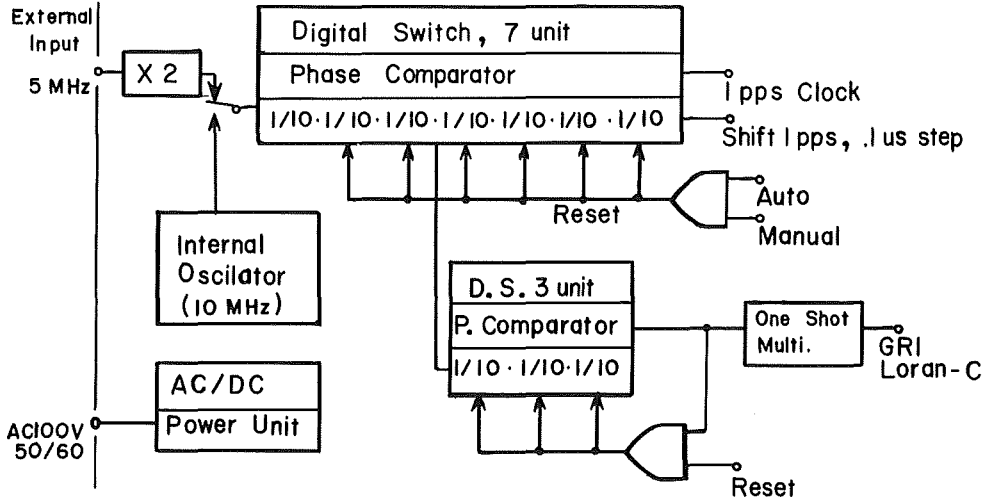 External
Input
5 MHz
X 2
Digital Switch, 7 unit
Phase Comparator
1/10·1/10·1/10·1/10·1/10·1/10·1/10
1 pps Clock
Shift 1 pps, .1us step
Reset
Auto
Manual
Internal
Oscilator
(10 MHz)
D. S. 3 unit
P. Comparator
1/10·1/10·1/10
One Shot
Multi.
GRI
Loran-C
AC/DC
Power Unit
AC100V
50/60
Reset